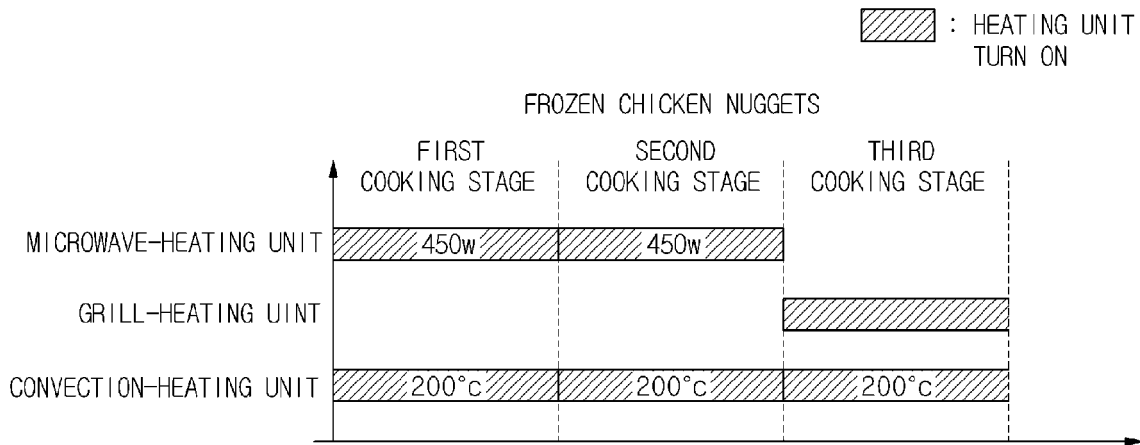 : HEATING UNIT
TURN ON
FROZEN CHICKEN NUGGETS
FIRST
COOKING STAGE
SECOND
COOKING STAGE
THIRD
COOKING STAGE
MICROWAVE-HEATING UNIT
450w
450w
GRILL-HEATING UINT
CONVECTION-HEATING UNIT
200°c
200°c
200°c